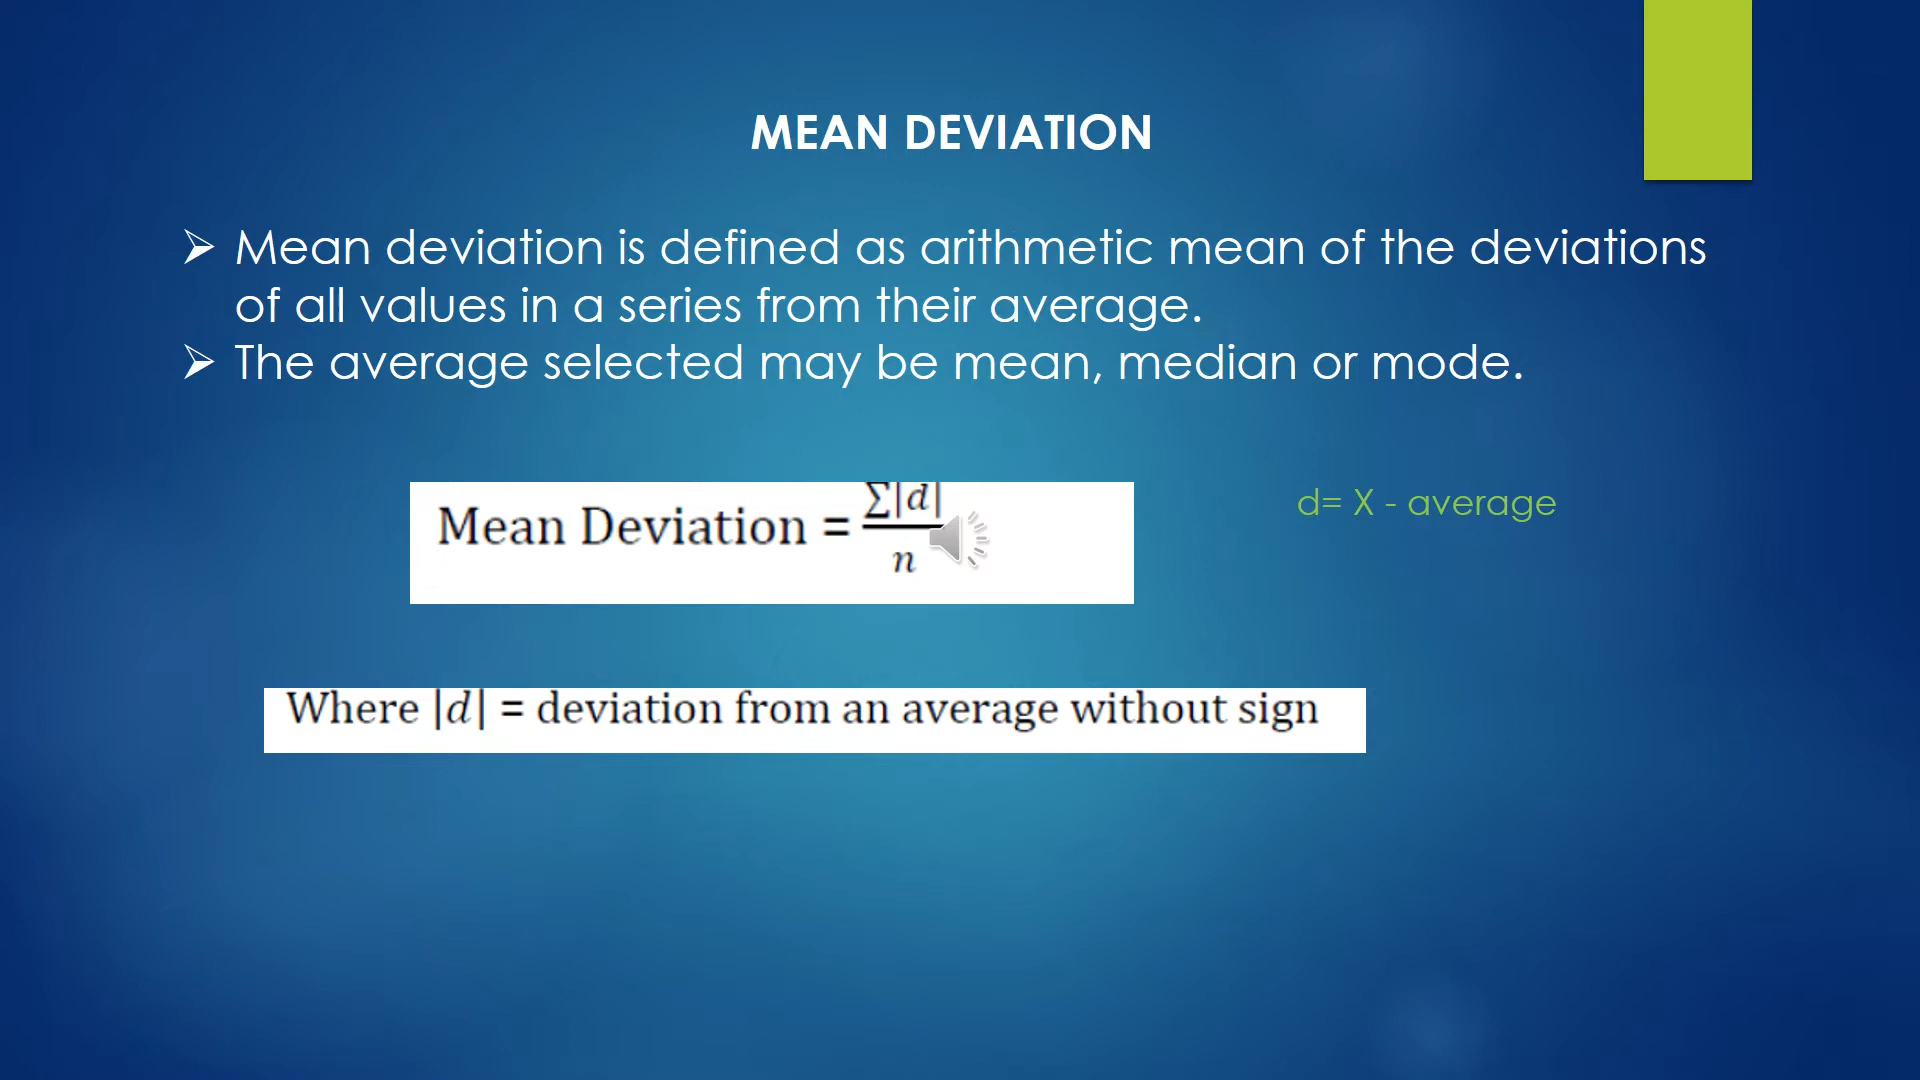 MEAN DEVIATION
➢ Mean deviation is defined as arithmetic mean of the deviations
of all values in a series from their average.
➢ The average selected may be mean, median or mode.
Mean Deviation = ∑|d| / n
d= X - average
Where |d| = deviation from an average without sign